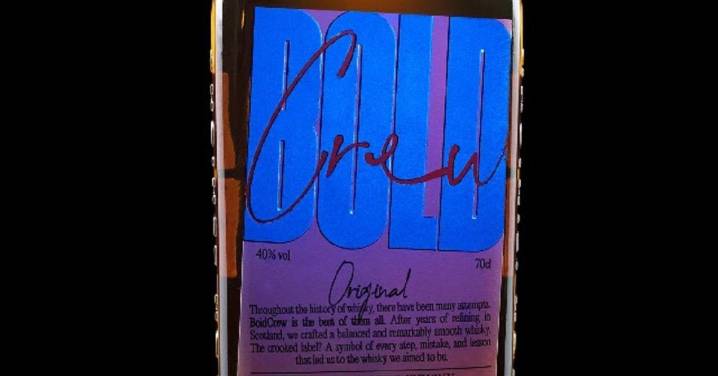 BOLD
Crew
40% vol 70cl
Original
Throughout the history of whisky, there have been many attempts.
BoldCrew is the best of them all. After years of refining in
Scotland, we crafted a balanced and remarkably smooth whisky.
The crooked label? A symbol of every step, mistake, and lesson
that led us to the whisky we aimed to be.